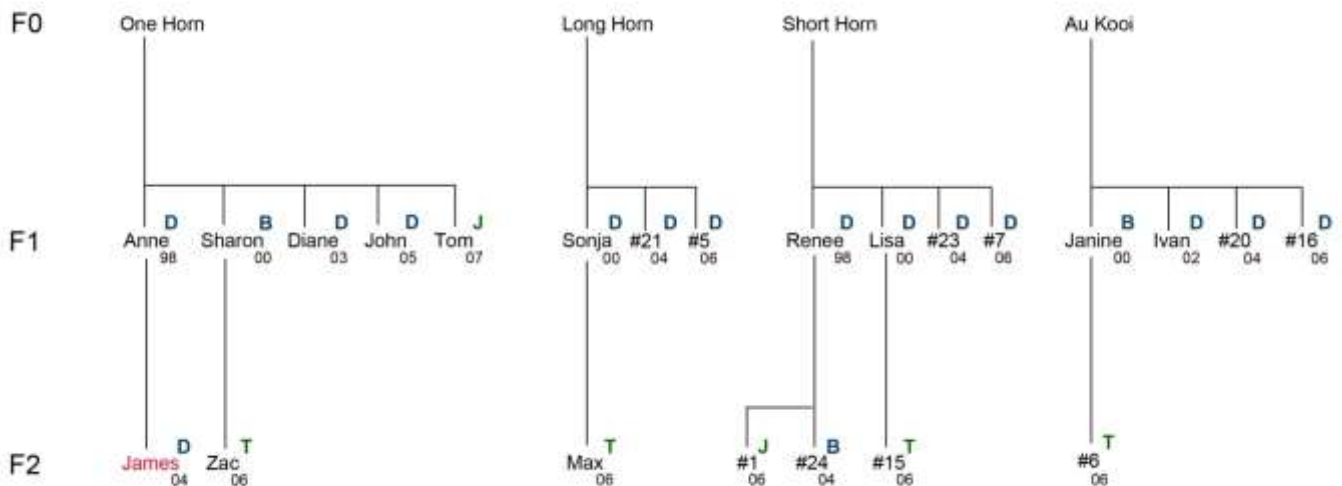 F0 One Horn Long Horn Short Horn Au Kooi
D B D D J D D D D D D D B D D D
F1 Anne Sharon Diane John Tom Sonja #21 #5 Renee Lisa #23 #7 Janine Ivan #20 #16
98 00 03 05 07 00 04 06 98 00 04 06 00 02 04 06
D T T J B T T
F2 James Zac Max #1 #24 #15 #6
04 06 06 06 04 06 06